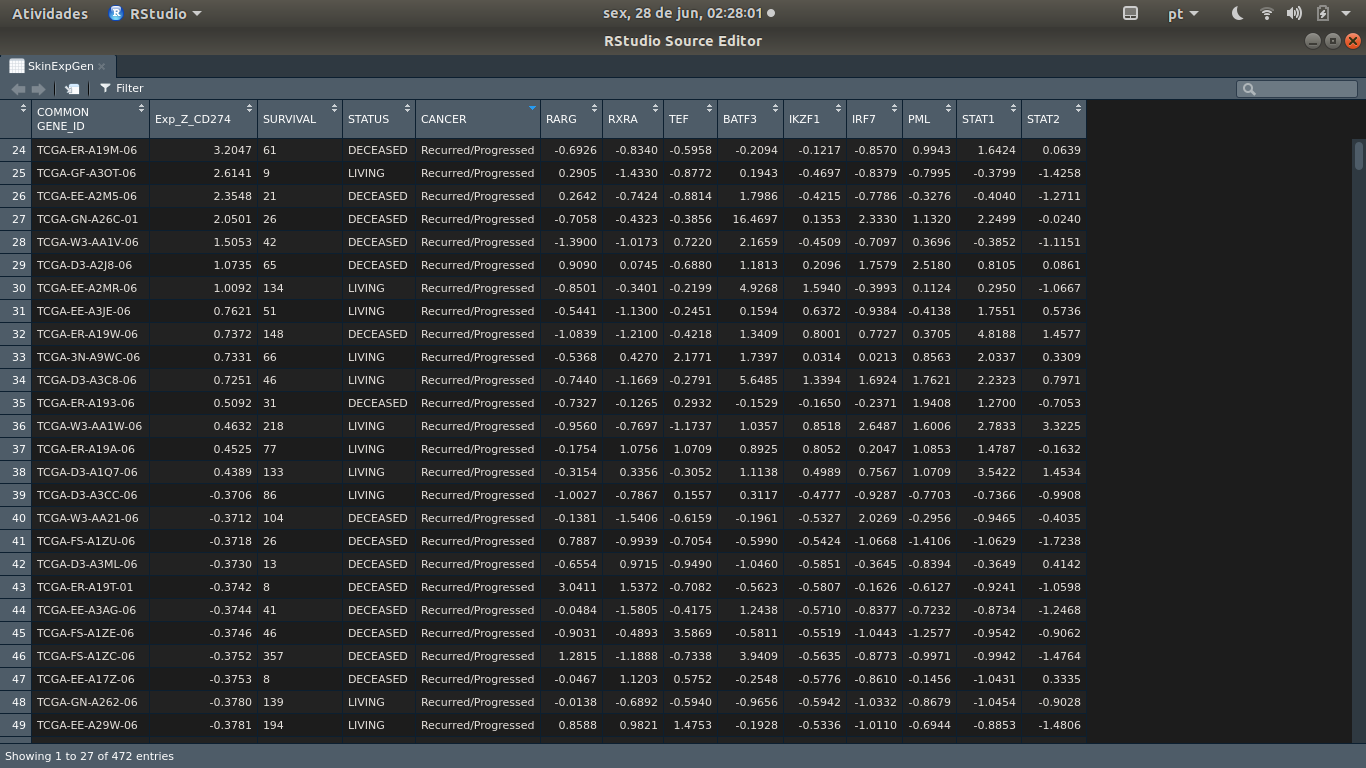 Atividades RStudio sex, 28 de jun, 02:28:01 pt
RStudio Source Editor
SkinExpGen
Filter
COMMON GENE_ID Exp_Z_CD274 SURVIVAL STATUS CANCER RARG RXRA TEF BATF3 IKZF1 IRF7 PML STAT1 STAT2
24 TCGA-ER-A19M-06 3.2047 61 DECEASED Recurred/Progressed -0.6926 -0.8340 -0.5958 -0.2094 -0.1217 -0.8570 0.9943 1.6424 0.0639
25 TCGA-GF-A3OT-06 2.6141 9 LIVING Recurred/Progressed 0.2905 -1.4330 -0.8772 0.1943 -0.4697 -0.8379 -0.7995 -0.3799 -1.4258
26 TCGA-EE-A2M5-06 2.3548 21 DECEASED Recurred/Progressed 0.2642 -0.7424 -0.8814 1.7986 -0.4215 -0.7786 -0.3276 -0.4040 -1.2711
27 TCGA-GN-A26C-01 2.0501 26 DECEASED Recurred/Progressed -0.7058 -0.4323 -0.3856 16.4697 0.1353 2.3330 1.1320 2.2499 -0.0240
28 TCGA-W3-AA1V-06 1.5053 42 DECEASED Recurred/Progressed -1.3900 -1.0173 0.7220 2.1659 -0.4509 -0.7097 0.3696 -0.3852 -1.1151
29 TCGA-D3-A2J8-06 1.0735 65 DECEASED Recurred/Progressed 0.9090 0.0745 -0.6880 1.1813 0.2096 1.7579 2.5180 0.8105 0.0861
30 TCGA-EE-A2MR-06 1.0092 134 LIVING Recurred/Progressed -0.8501 -0.3401 -0.2199 4.9268 1.5940 -0.3993 0.1124 0.2950 -1.0667
31 TCGA-EE-A3JE-06 0.7621 51 LIVING Recurred/Progressed -0.5441 -1.1300 -0.2451 0.1594 0.6372 -0.9384 -0.4138 1.7551 0.5736
32 TCGA-ER-A19W-06 0.7372 148 DECEASED Recurred/Progressed -1.0839 -1.2100 -0.4218 1.3409 0.8001 0.7727 0.3705 4.8188 1.4577
33 TCGA-3N-A9WC-06 0.7331 66 LIVING Recurred/Progressed -0.5368 0.4270 2.1771 1.7397 0.0314 0.0213 0.8563 2.0337 0.3309
34 TCGA-D3-A3C8-06 0.7251 46 LIVING Recurred/Progressed -0.7440 -1.1669 -0.2791 5.6485 1.3394 1.6924 1.7621 2.2323 0.7971
35 TCGA-ER-A193-06 0.5092 31 DECEASED Recurred/Progressed -0.7327 -0.1265 0.2932 -0.1529 -0.1650 -0.2371 1.9408 1.2700 -0.7053
36 TCGA-W3-AA1W-06 0.4632 218 LIVING Recurred/Progressed -0.9560 -0.7697 -1.1737 1.0357 0.8518 2.6487 1.6006 2.7833 3.3225
37 TCGA-ER-A19A-06 0.4525 77 LIVING Recurred/Progressed -0.1754 1.0756 1.0709 0.8925 0.8052 0.2047 1.0853 1.4787 -0.1632
38 TCGA-D3-A1Q7-06 0.4389 133 LIVING Recurred/Progressed -0.3154 0.3356 -0.3052 1.1138 0.4989 0.7567 1.0709 3.5422 1.4534
39 TCGA-D3-A3CC-06 -0.3706 86 LIVING Recurred/Progressed -1.0027 -0.7867 0.1557 0.3117 -0.4777 -0.9287 -0.7703 -0.7366 -0.9908
40 TCGA-W3-AA21-06 -0.3712 104 DECEASED Recurred/Progressed -0.1381 -1.5406 -0.6159 -0.1961 -0.5327 2.0269 -0.2956 -0.9465 -0.4035
41 TCGA-FS-A1ZU-06 -0.3718 26 DECEASED Recurred/Progressed 0.7887 -0.9939 -0.7054 -0.5990 -0.5424 -1.0668 -1.4106 -1.0629 -1.7238
42 TCGA-D3-A3ML-06 -0.3730 13 DECEASED Recurred/Progressed -0.6554 0.9715 -0.9490 -1.0460 -0.5851 -0.3645 -0.8394 -0.3649 0.4142
43 TCGA-ER-A19T-01 -0.3742 8 DECEASED Recurred/Progressed 3.0411 1.5372 -0.7082 -0.5623 -0.5807 -0.1626 -0.6127 -0.9241 -1.0598
44 TCGA-EE-A3AG-06 -0.3744 41 DECEASED Recurred/Progressed -0.0484 -1.5805 -0.4175 1.2438 -0.5710 -0.8377 -0.7232 -0.8734 -1.2468
45 TCGA-FS-A1ZE-06 -0.3746 46 DECEASED Recurred/Progressed -0.9031 -0.4893 3.5869 -0.5811 -0.5519 -1.0443 -1.2577 -0.9542 -0.9062
46 TCGA-FS-A1ZC-06 -0.3752 357 DECEASED Recurred/Progressed 1.2815 -1.1888 -0.7338 3.9409 -0.5635 -0.8773 -0.9971 -0.9942 -1.4764
47 TCGA-EE-A17Z-06 -0.3753 8 DECEASED Recurred/Progressed -0.0467 1.1203 0.5752 -0.2548 -0.5776 -0.8610 -0.1456 -1.0431 0.3335
48 TCGA-GN-A262-06 -0.3780 139 LIVING Recurred/Progressed -0.0138 -0.6892 -0.5940 -0.9656 -0.5942 -1.0332 -0.8679 -1.0454 -0.9028
49 TCGA-EE-A29W-06 -0.3781 194 LIVING Recurred/Progressed 0.8588 0.9821 1.4753 -0.1928 -0.5336 -1.0110 -0.6944 -0.8853 -1.4806
Showing 1 to 27 of 472 entries